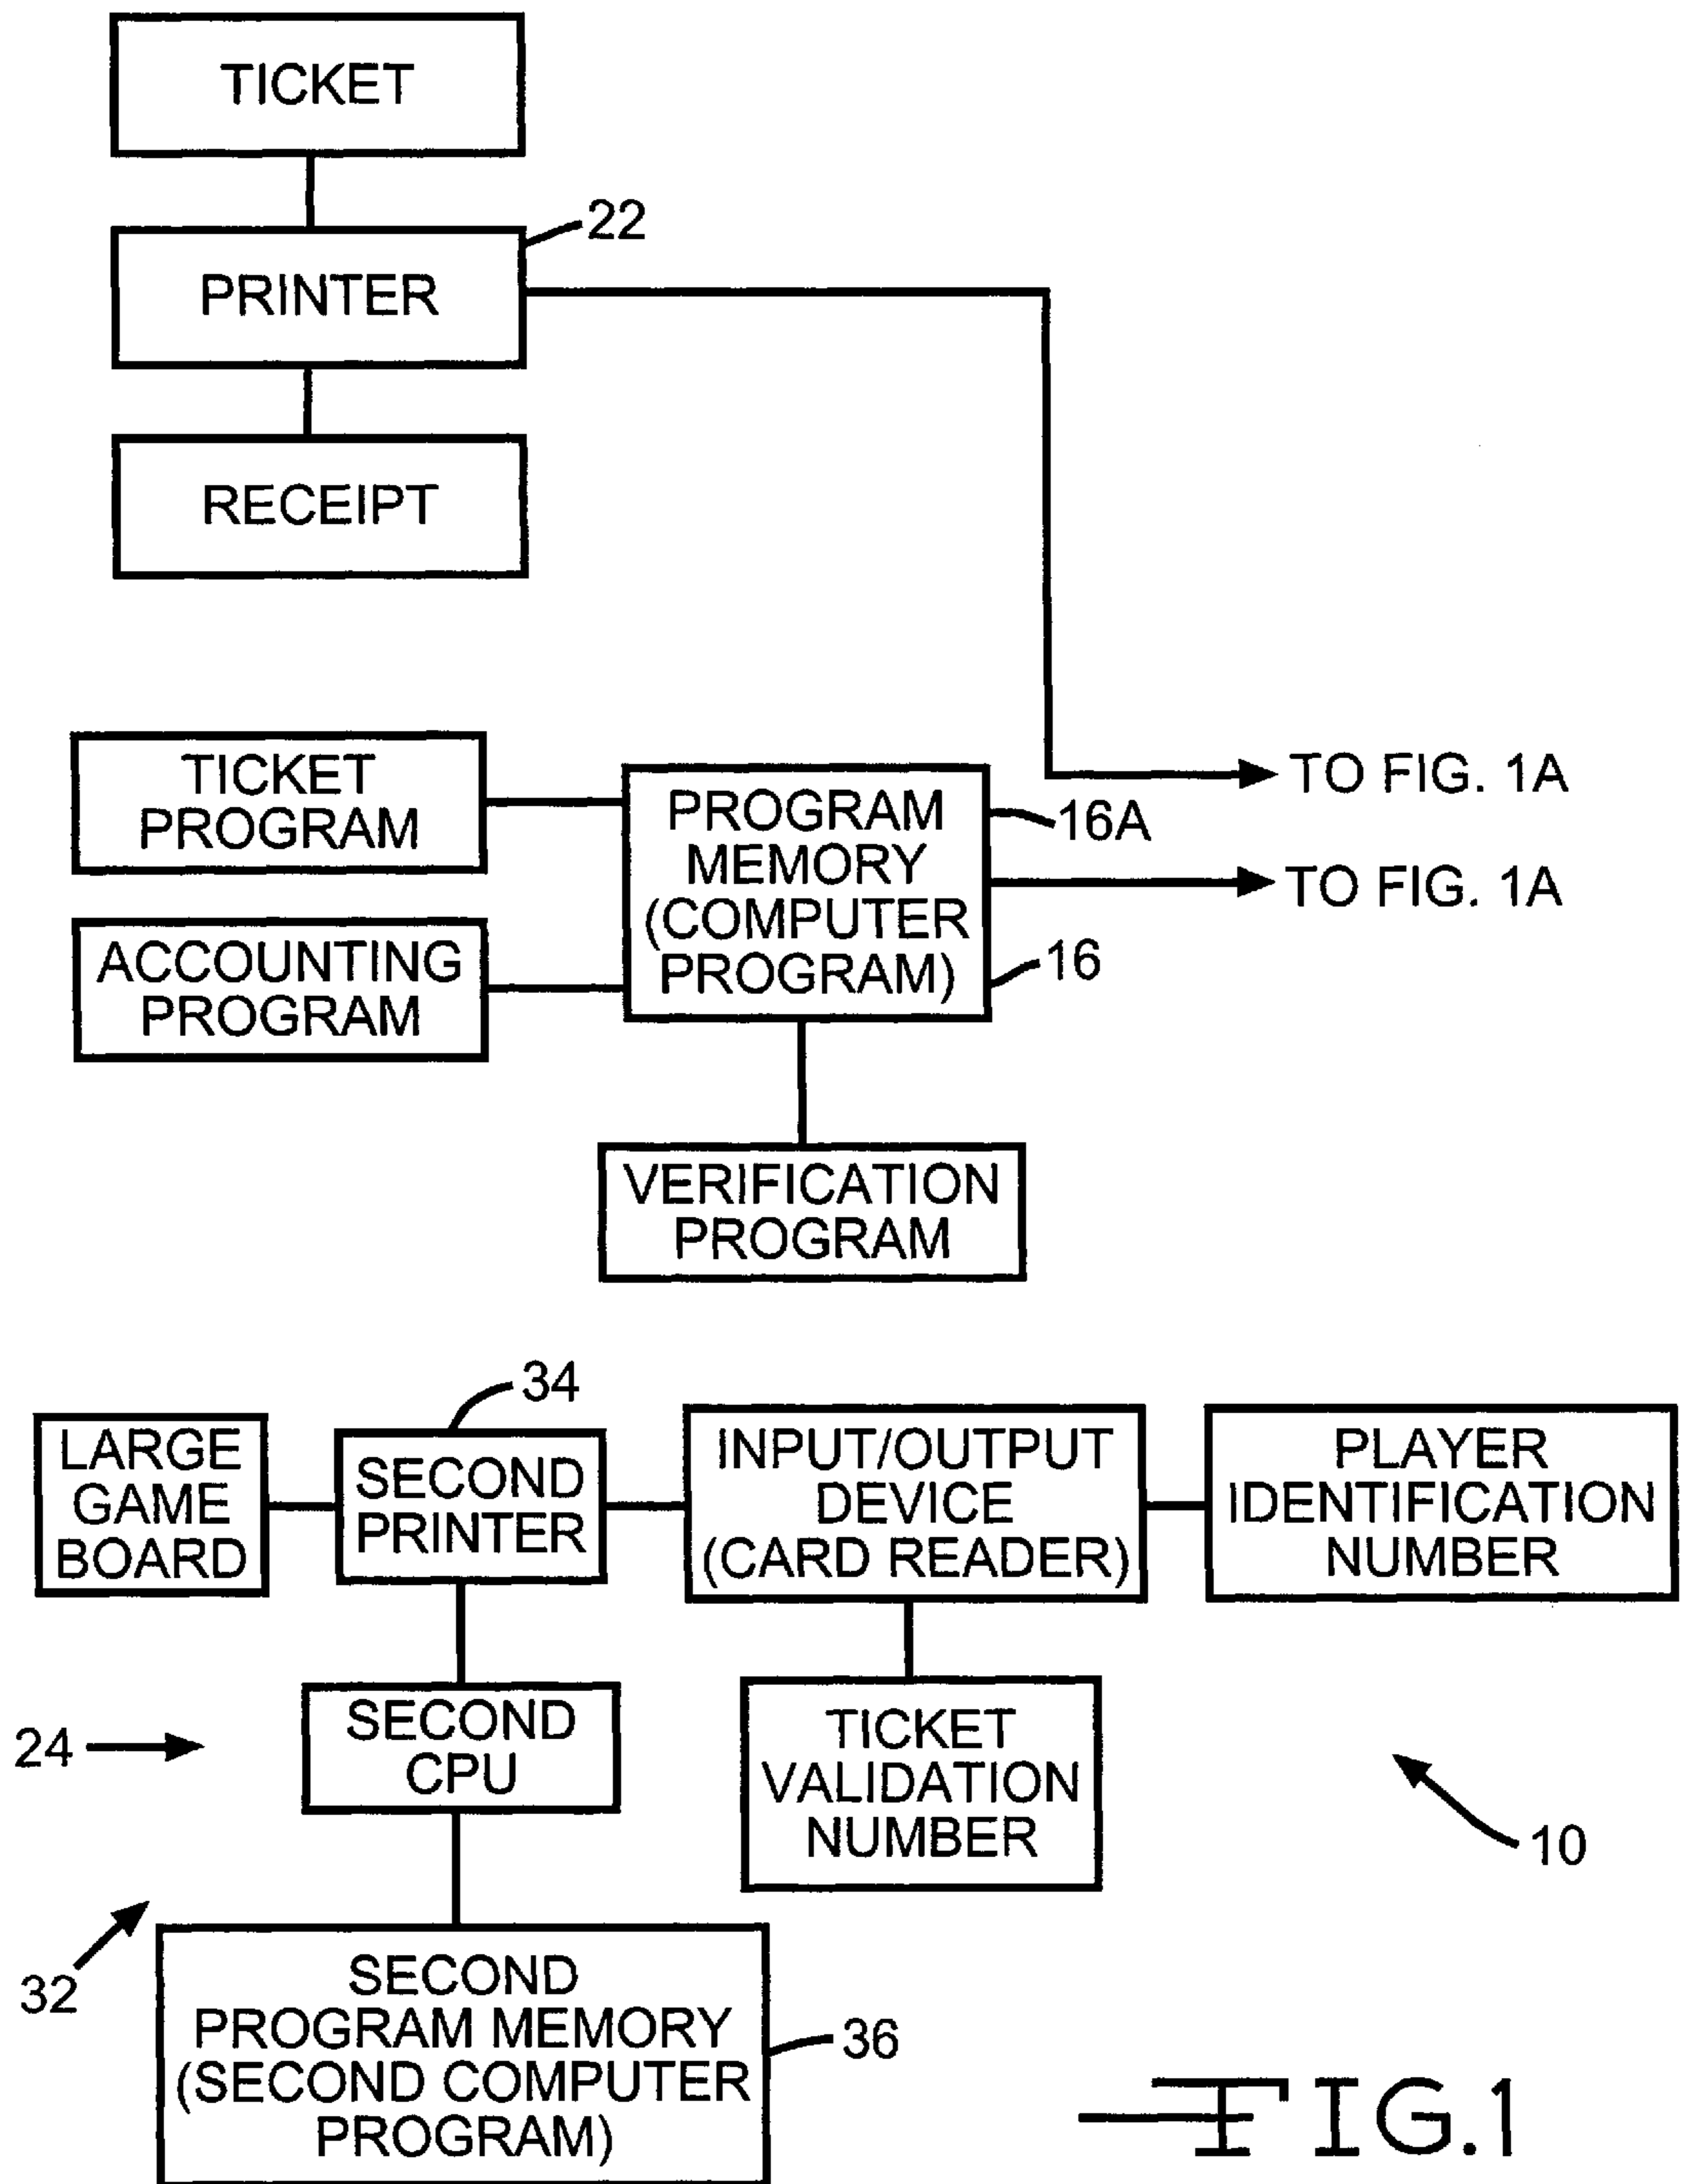 TICKET
22
PRINTER
RECEIPT
TICKET
PROGRAM
TO FIG. 1A
PROGRAM
MEMORY
(COMPUTER
PROGRAM)
16A
TO FIG. 1A
16
ACCOUNTING
PROGRAM
VERIFICATION
PROGRAM
34
LARGE
GAME
BOARD
SECOND
PRINTER
INPUT/OUTPUT
DEVICE
(CARD READER)
PLAYER
IDENTIFICATION
NUMBER
24
SECOND
CPU
TICKET
VALIDATION
NUMBER
10
32
SECOND
PROGRAM MEMORY
(SECOND COMPUTER
PROGRAM)
36
FIG.1